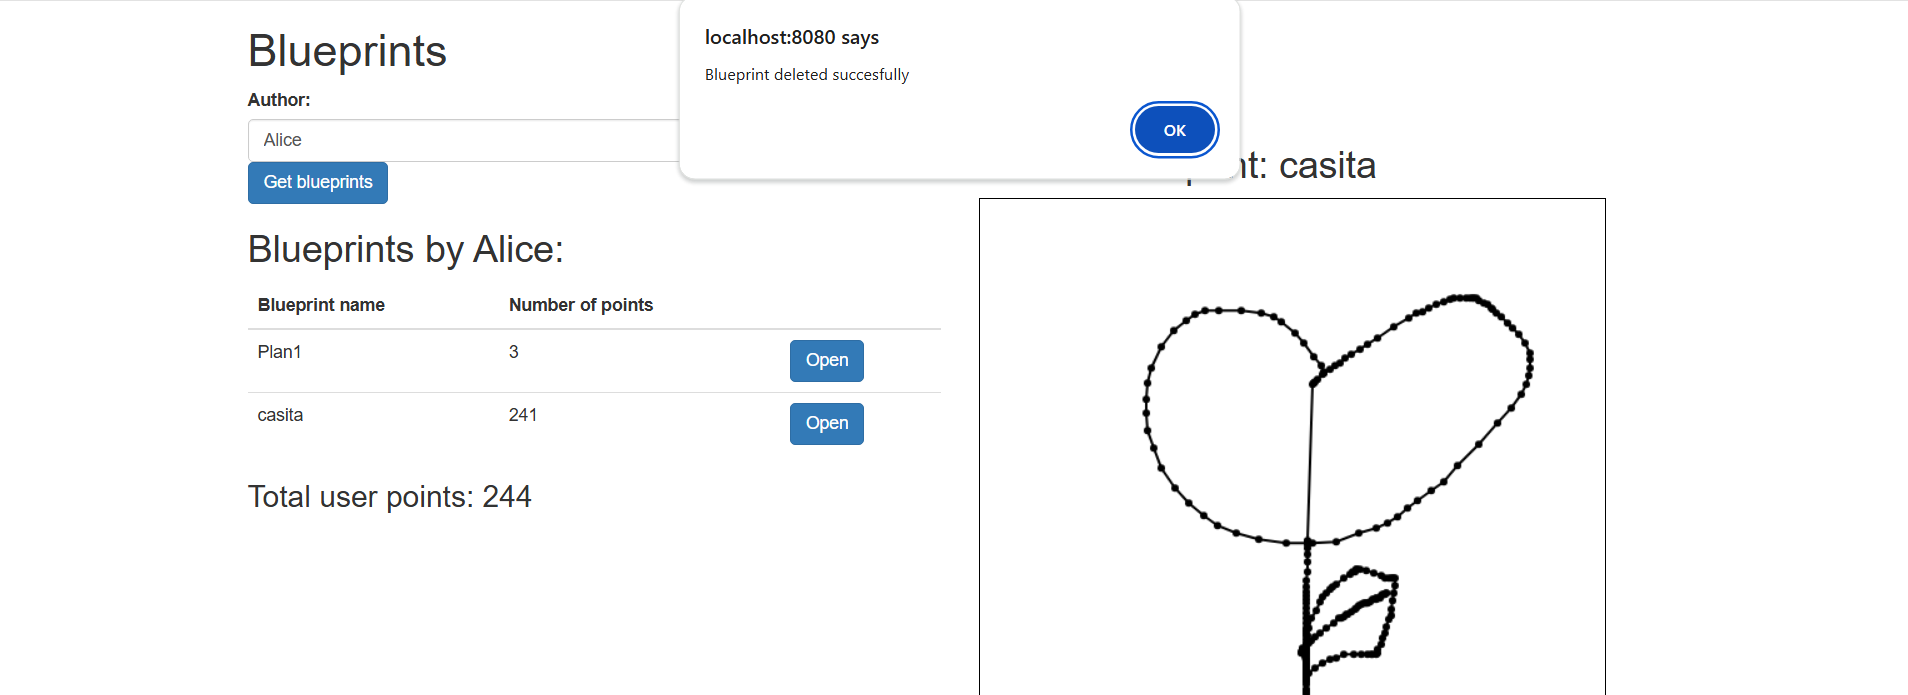 Blueprints
Author:
Alice
Get blueprints
Blueprints by Alice:
Blueprint name Number of points
Plan1 3 Open
casita 241 Open
Total user points: 244
localhost:8080 says
Blueprint deleted succesfully
OK
nt: casita